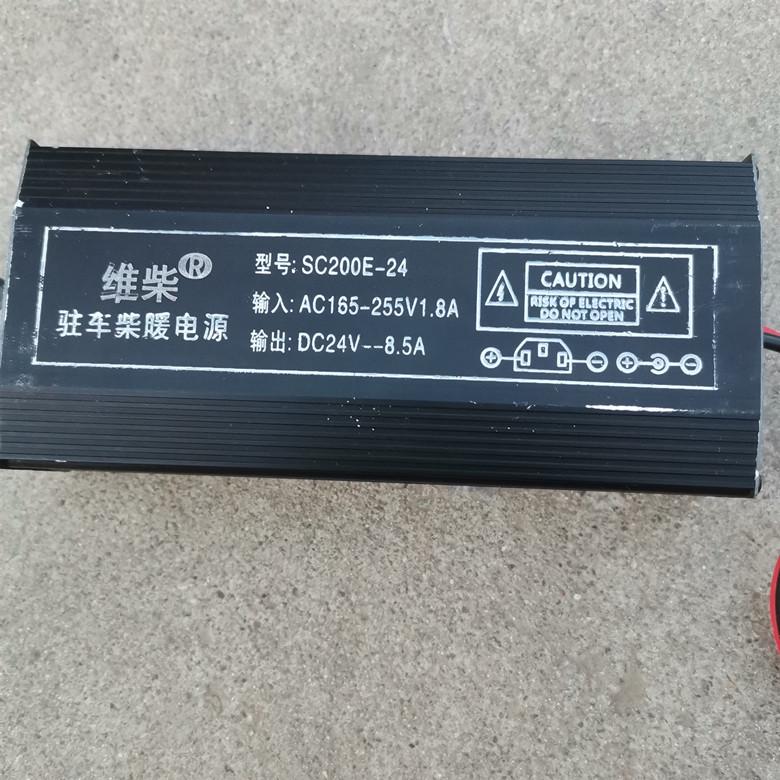 维柴®
驻车柴暖电源
型号: SC200E-24
输入: AC165-255V1.8A
输出: DC24V--8.5A
CAUTION
RISK OF ELECTRIC
DO NOT OPEN